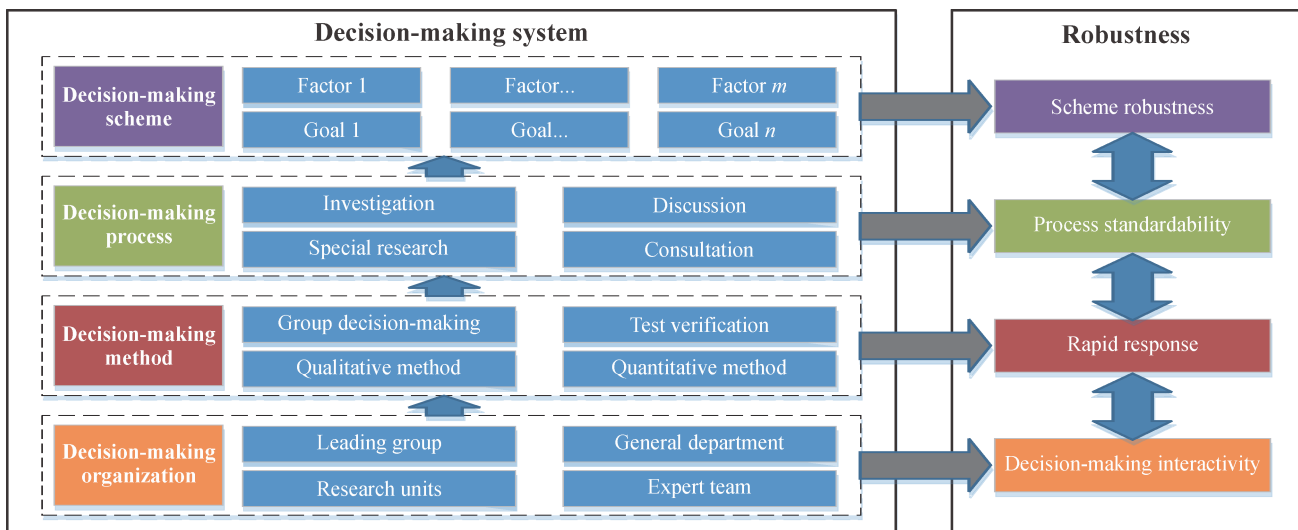 Decision-making system
Robustness
Decision-making
scheme
Factor 1
Factor...
Factor m
Goal 1
Goal...
Goal n
Scheme robustness
Decision-making
process
Investigation
Discussion
Special research
Consultation
Process standardability
Decision-making
method
Group decision-making
Test verification
Qualitative method
Quantitative method
Rapid response
Decision-making
organization
Leading group
General department
Research units
Expert team
Decision-making interactivity